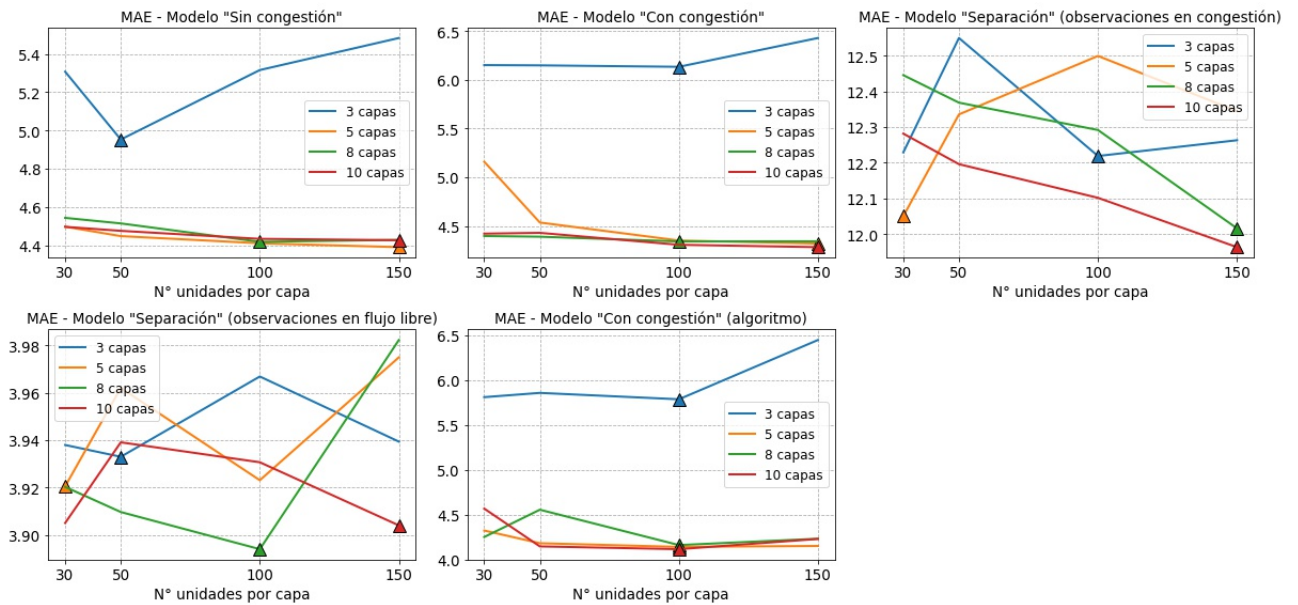 MAE - Modelo "Sin congestión"
5.4
5.2
5.0
4.8
4.6
4.4
3 capas
5 capas
8 capas
10 capas
30 50 100 150
N° unidades por capa
MAE - Modelo "Con congestión"
6.5
6.0
5.5
5.0
4.5
3 capas
5 capas
8 capas
10 capas
30 50 100 150
N° unidades por capa
MAE - Modelo "Separación" (observaciones en congestión)
12.5
12.4
12.3
12.2
12.1
12.0
3 capas
5 capas
8 capas
10 capas
30 50 100 150
N° unidades por capa
MAE - Modelo "Separación" (observaciones en flujo libre)
3.98
3.96
3.94
3.92
3.90
3 capas
5 capas
8 capas
10 capas
30 50 100 150
N° unidades por capa
MAE - Modelo "Con congestión" (algoritmo)
6.5
6.0
5.5
5.0
4.5
4.0
3 capas
5 capas
8 capas
10 capas
30 50 100 150
N° unidades por capa